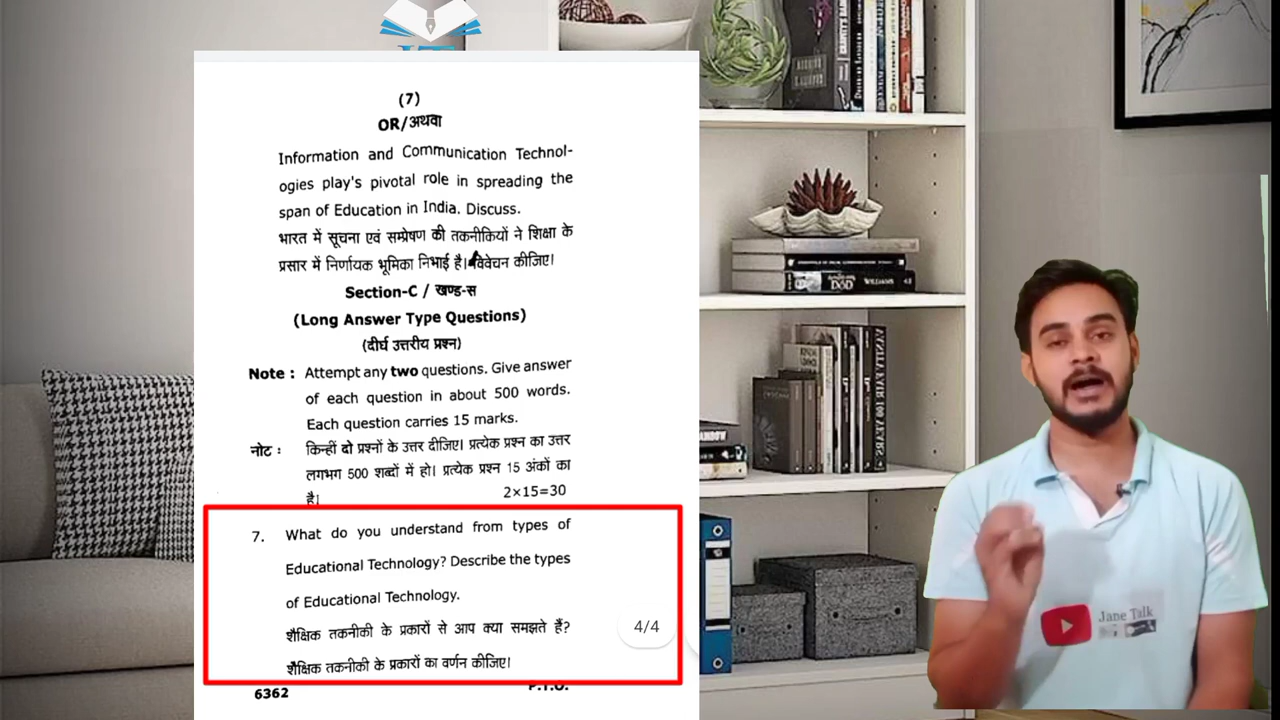 (7)
OR/अथवा
Information and Communication Technol-
ogies play's pivotal role in spreading the
span of Education in India. Discuss.
भारत में सूचना एवं सम्प्रेषण की तकनीकियों ने शिक्षा के
प्रसार में निर्णायक भूमिका निभाई है। विवेचन कीजिए।
Section-C / खण्ड-स
(Long Answer Type Questions)
(दीर्घ उत्तरीय प्रश्न)
Note : Attempt any two questions. Give answer
of each question in about 500 words.
Each question carries 15 marks.
नोट : किन्हीं दो प्रश्नों के उत्तर दीजिए। प्रत्येक प्रश्न का उत्तर
लगभग 500 शब्दों में हो। प्रत्येक प्रश्न 15 अंकों का
है। 2×15=30
7. What do you understand from types of
Educational Technology? Describe the types
of Educational Technology.
शैक्षिक तकनीकी के प्रकारों से आप क्या समझते हैं?
शैक्षिक तकनीकी के प्रकारों का वर्णन कीजिए।
4/4
6362 P.T.O.
Jane Talk
WILLIAMS
VANITY FAIR 100 YEARS